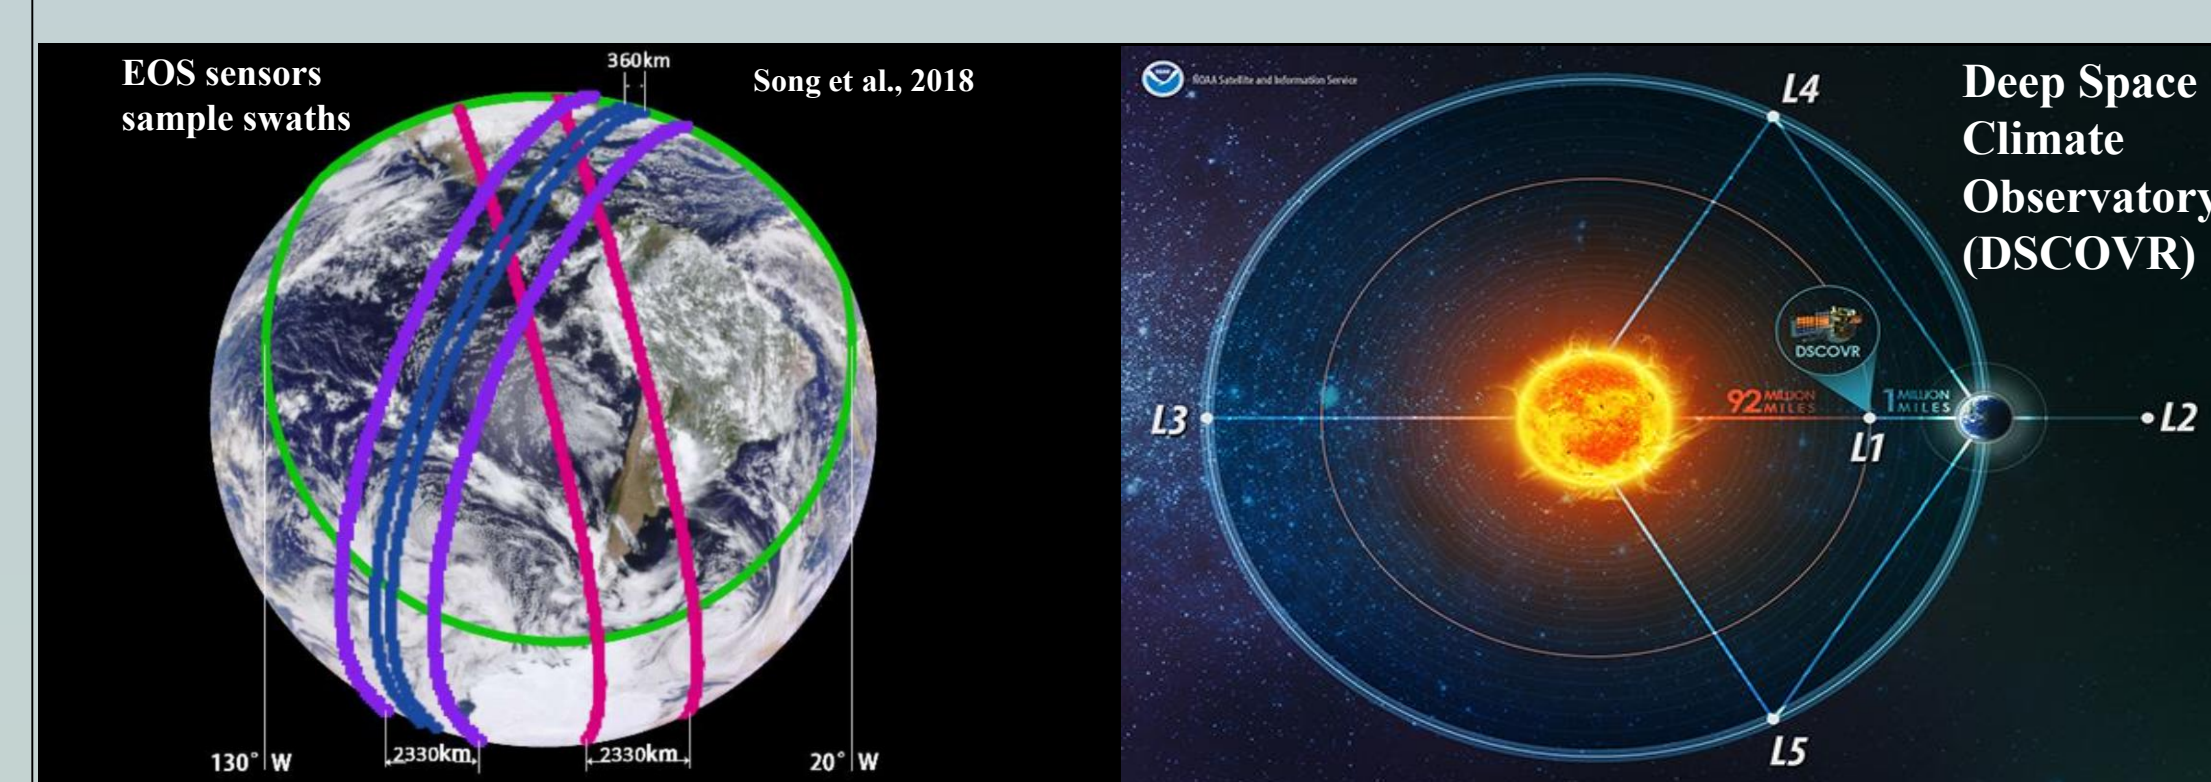 EOS sensors
sample swaths
360km
Song et al., 2018
130° W
2330km
2330km
20° W
NOAA Satellite and Information Service
L4
Deep Space
Climate
Observatory
(DSCOVR)
DSCOVR
92 MILLION
MILES
1 MILLION
MILES
L3
L1
L2
L5